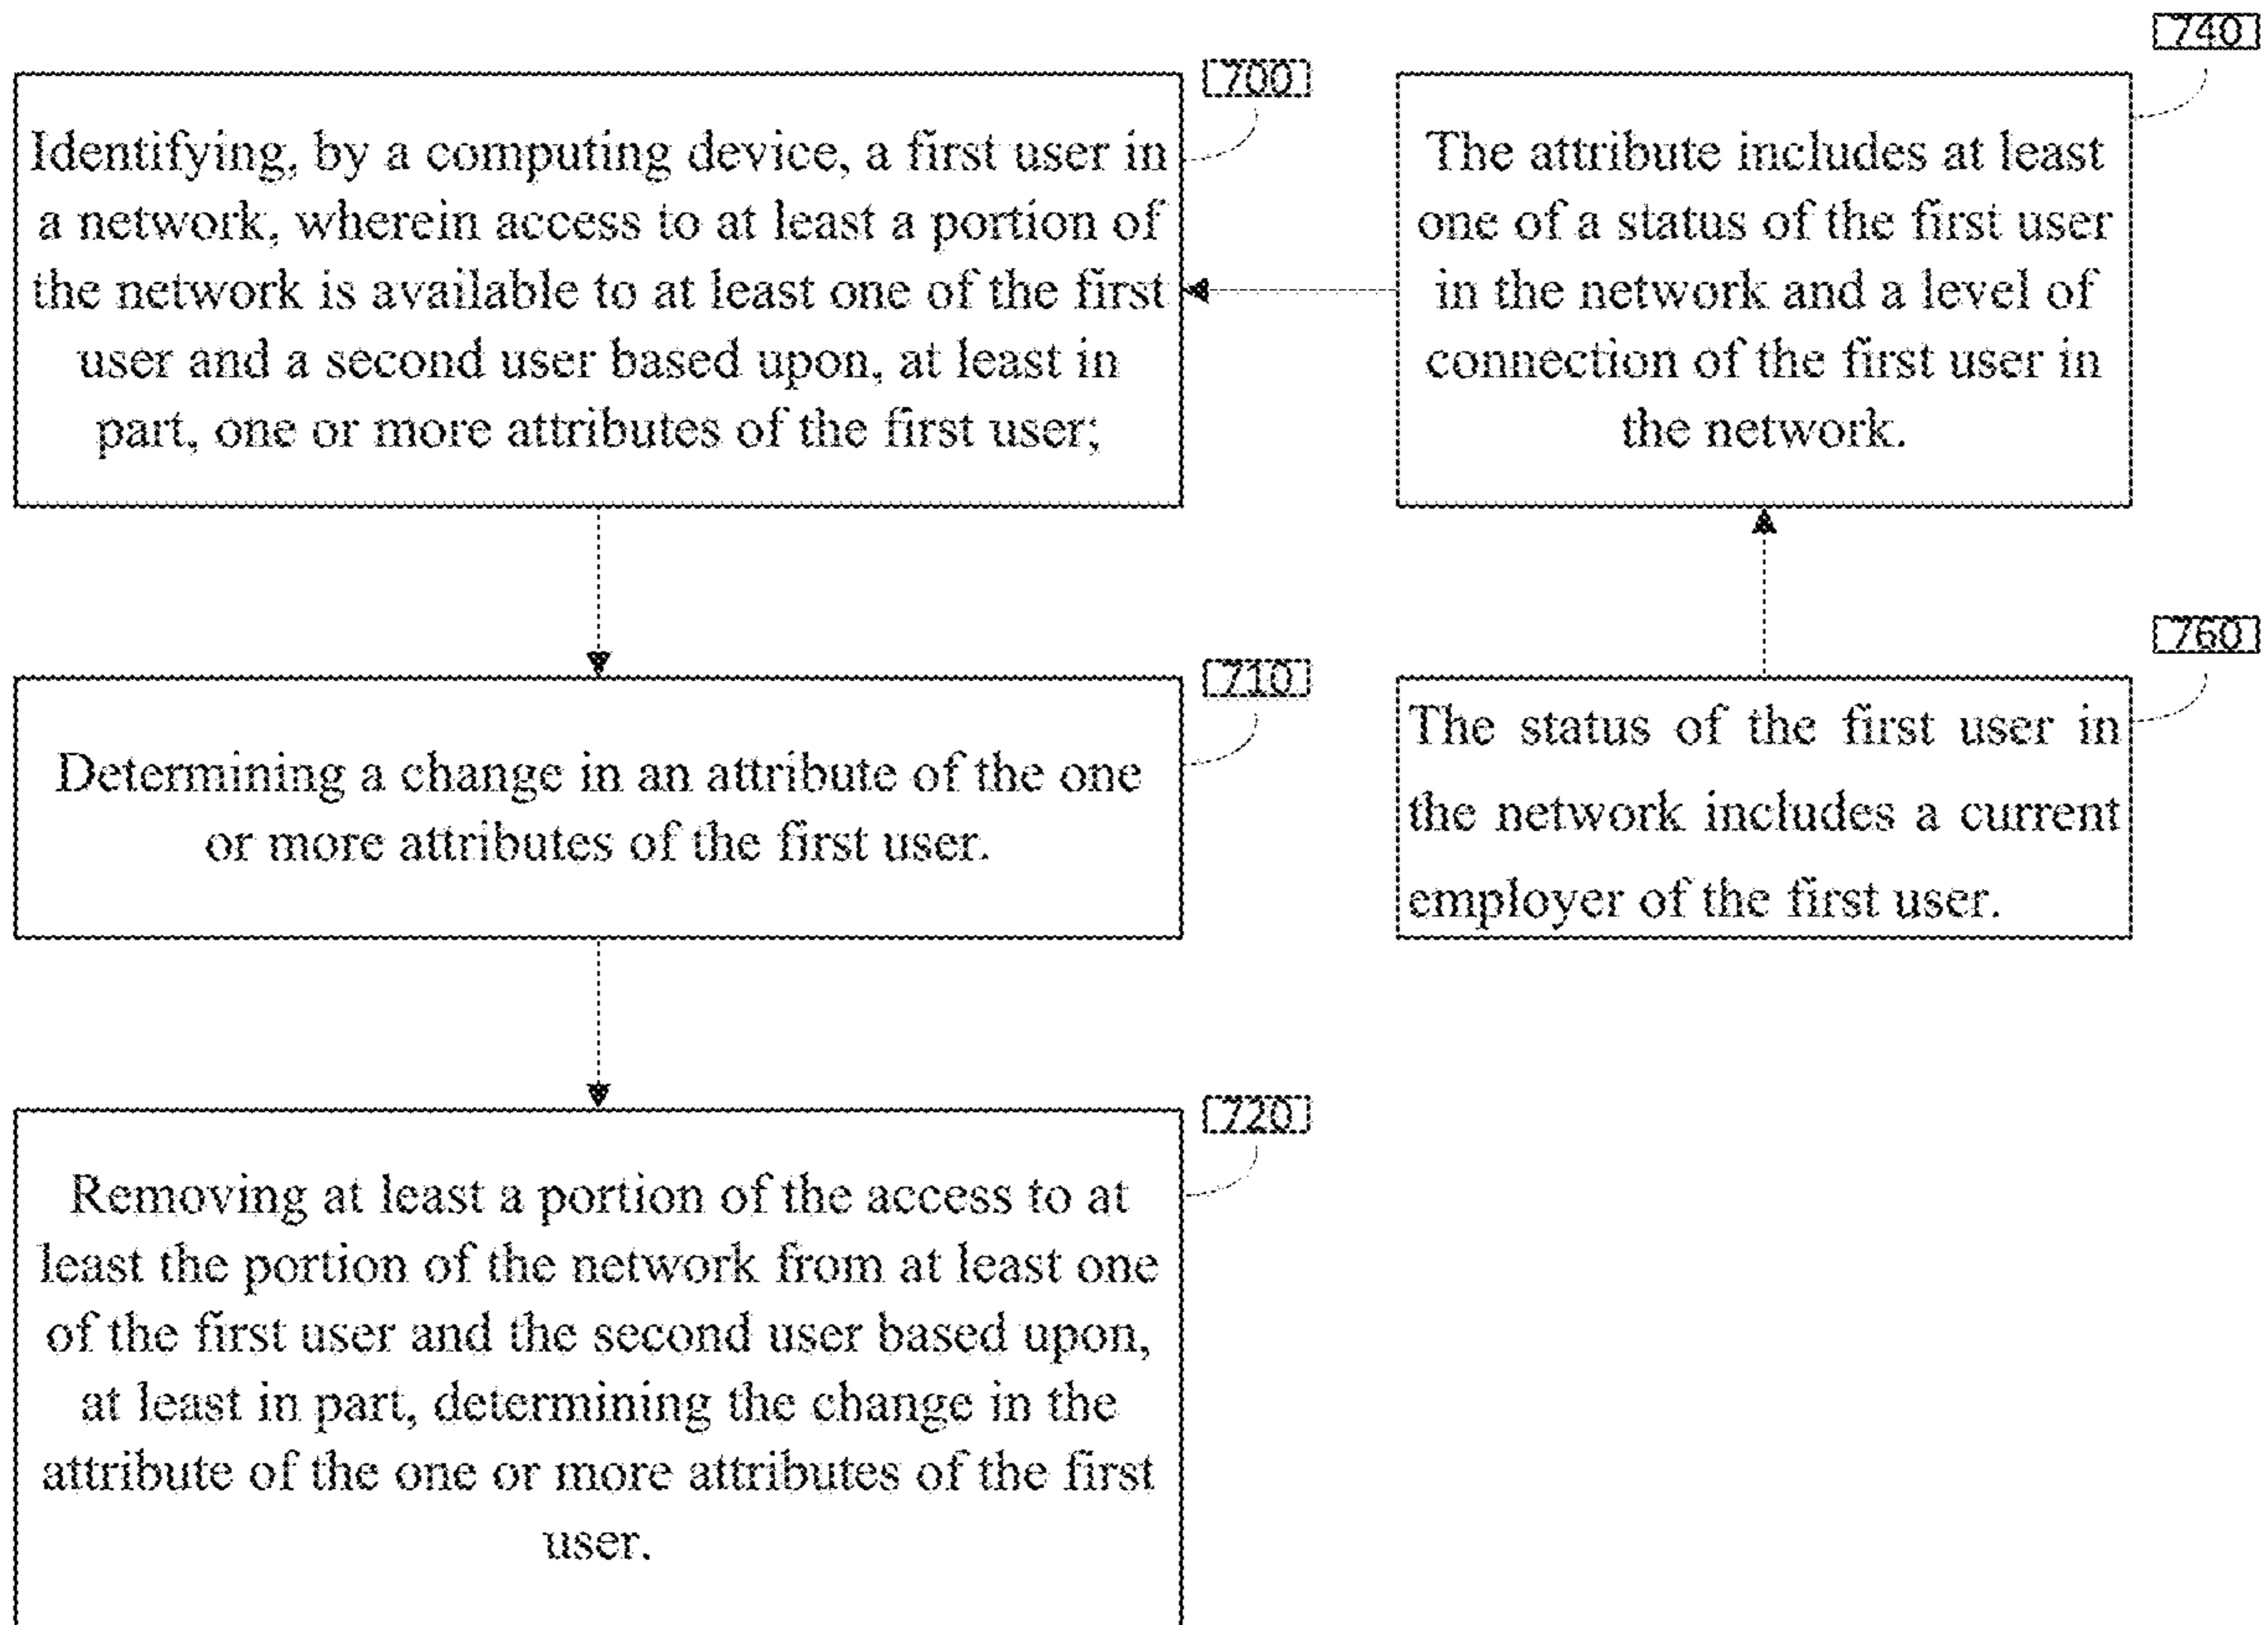 700
Identifying, by a computing device, a first user in
a network, wherein access to at least a portion of
the network is available to at least one of the first
user and a second user based upon, at least in
part, one or more attributes of the first user;
740
The attribute includes at least
one of a status of the first user
in the network and a level of
connection of the first user in
the network.
710
Determining a change in an attribute of the one
or more attributes of the first user.
760
The status of the first user in
the network includes a current
employer of the first user.
720
Removing at least a portion of the access to at
least the portion of the network from at least one
of the first user and the second user based upon,
at least in part, determining the change in the
attribute of the one or more attributes of the first
user.